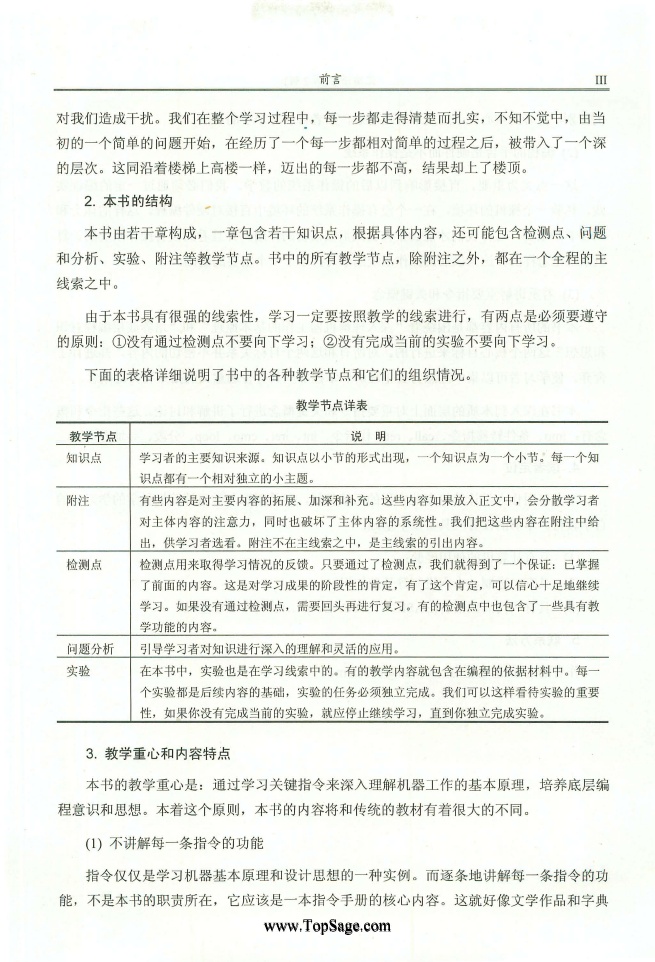 前言 III
对我们造成干扰。我们在整个学习过程中，每一步都走得清楚而扎实，不知不觉中，由当
初的一个简单的问题开始，在经历了一个每一步都相对简单的过程之后，被带入了一个深
的层次。这同沿着楼梯上高楼一样，迈出的每一步都不高，结果却上了楼顶。
2. 本书的结构
本书由若干章构成，一章包含若干知识点，根据具体内容，还可能包含检测点、问题
和分析、实验、附注等教学节点。书中的所有教学节点，除附注之外，都在一个全程的主
线索之中。
由于本书具有很强的线索性，学习一定要按照教学的线索进行，有两点是必须要遵守
的原则：①没有通过检测点不要向下学习；②没有完成当前的实验不要向下学习。
下面的表格详细说明了书中的各种教学节点和它们的组织情况。
教学节点详表
教学节点 说 明
知识点 学习者的主要知识来源。知识点以小节的形式出现，一个知识点为一个小节。每一个知
识点都有一个相对独立的小主题。
附注 有些内容是对主要内容的拓展、加深和补充。这些内容如果放入正文中，会分散学习者
对主体内容的注意力，同时也破坏了主体内容的系统性。我们把这些内容在附注中给
出，供学习者选看。附注不在主线索之中，是主线索的引出内容。
检测点 检测点用来取得学习情况的反馈。只要通过了检测点，我们就得到了一个保证：已掌握
了前面的内容。这是对学习成果的阶段性的肯定，有了这个肯定，可以信心十足地继续
学习。如果没有通过检测点，需要回头再进行复习。有的检测点中也包含了一些具有教
学功能的内容。
问题分析 引导学习者对知识进行深入的理解和灵活的应用。
实验 在本书中，实验也是在学习线索中的。有的教学内容就包含在编程的依据材料中。每一
个实验都是后续内容的基础，实验的任务必须独立完成。我们可以这样看待实验的重要
性，如果你没有完成当前的实验，就应停止继续学习，直到你独立完成实验。
3. 教学重心和内容特点
本书的教学重心是：通过学习关键指令来深入理解机器工作的基本原理，培养底层编
程意识和思想。本着这个原则，本书的内容将和传统的教材有着很大的不同。
(1) 不讲解每一条指令的功能
指令仅仅是学习机器基本原理和设计思想的一种实例。而逐条地讲解每一条指令的功
能，不是本书的职责所在，它应该是一本指令手册的核心内容。这就好像文学作品和字典
www.TopSage.com